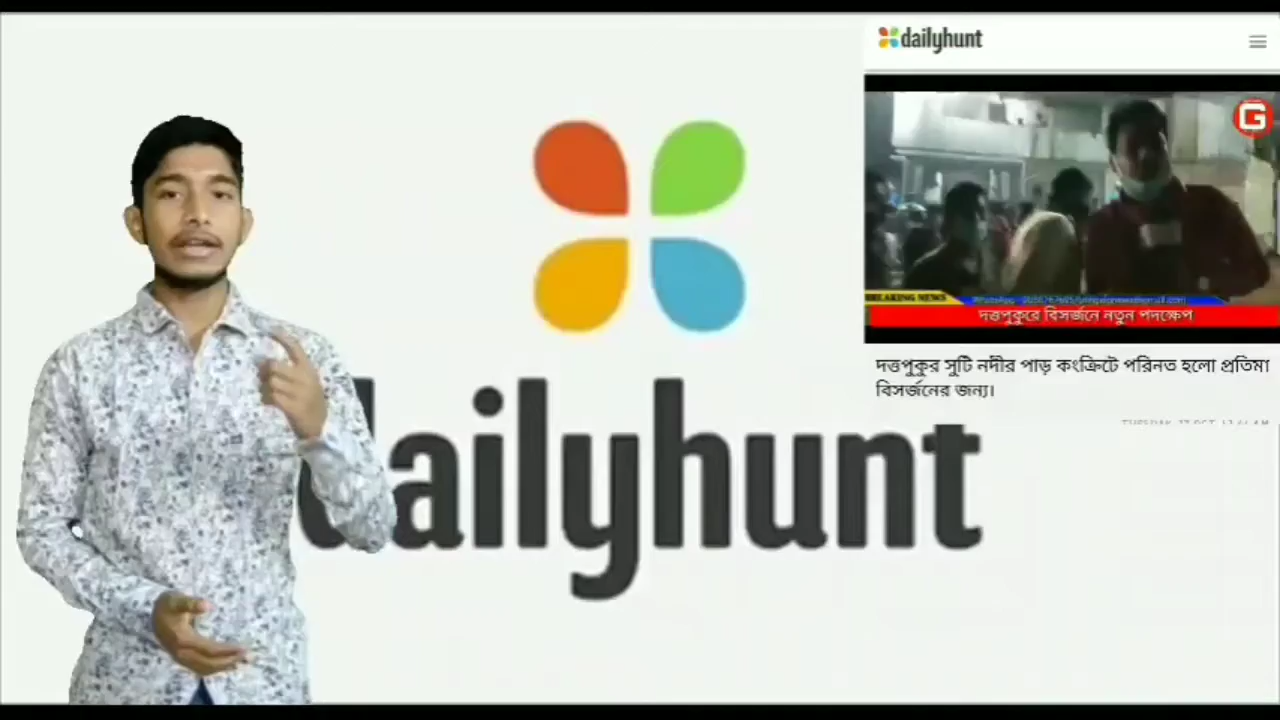 dailyhunt
G
BREAKING NEWS
দত্তপুকুরে বিসর্জনে নতুন পদক্ষেপ
দত্তপুকুর সুটি নদীর পাড় কংক্রিটে পরিনত হলো প্রতিমা
বিসর্জনের জন্য।
dailyhunt